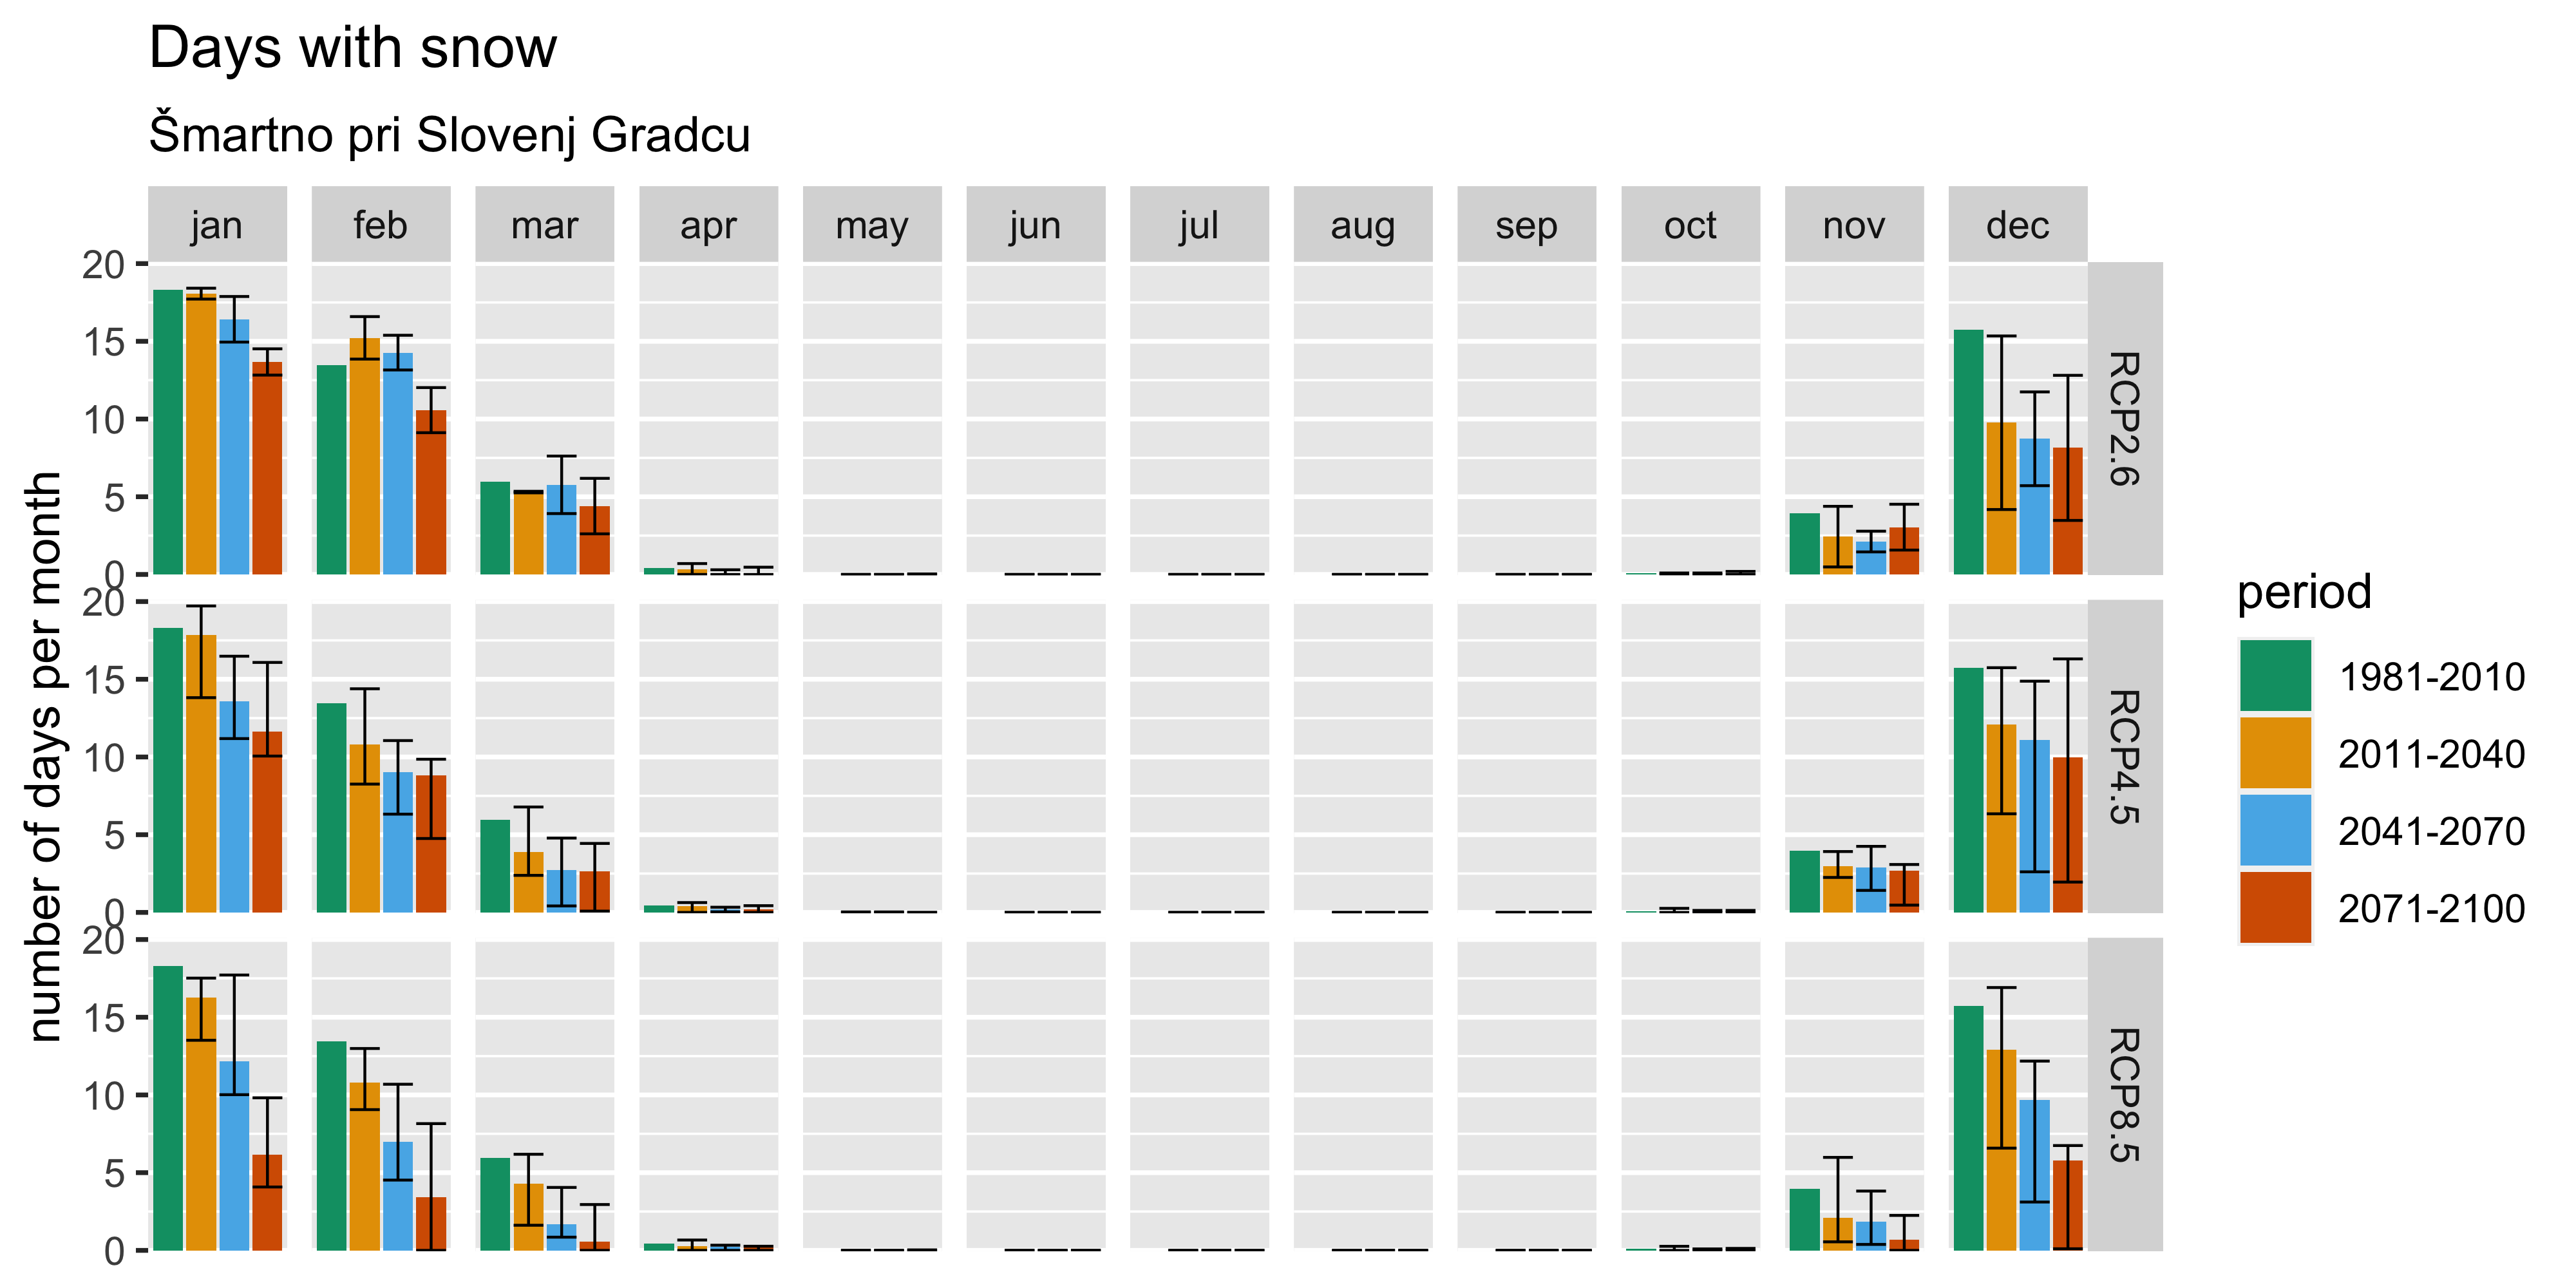 Days with snow
Šmartno pri Slovenj Gradcu
jan feb mar apr may jun jul aug sep oct nov dec
20
15
10
5
0
RCP2.6
20
15
10
5
0
RCP4.5
20
15
10
5
0
RCP8.5
number of days per month
period
1981-2010
2011-2040
2041-2070
2071-2100